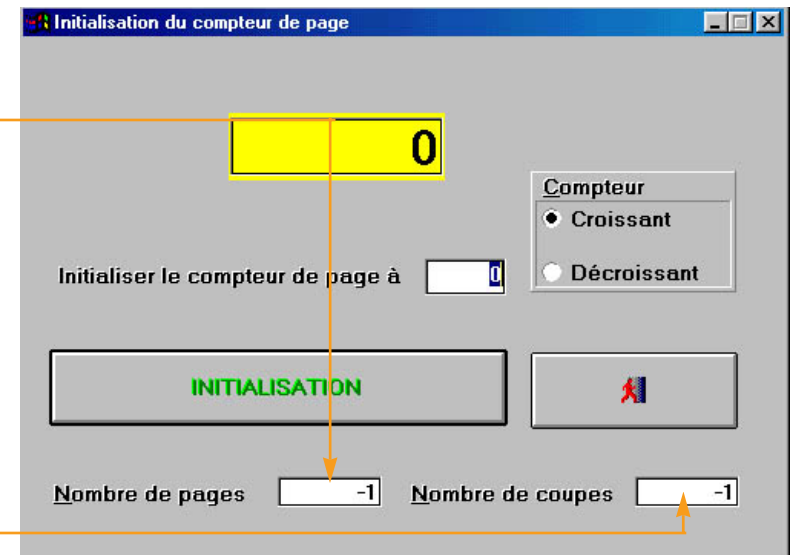 Initialisation du compteur de page
0
Compteur
Croissant
Initialiser le compteur de page à 0
Décroissant
INITIALISATION
Nombre de pages -1 Nombre de coupes -1